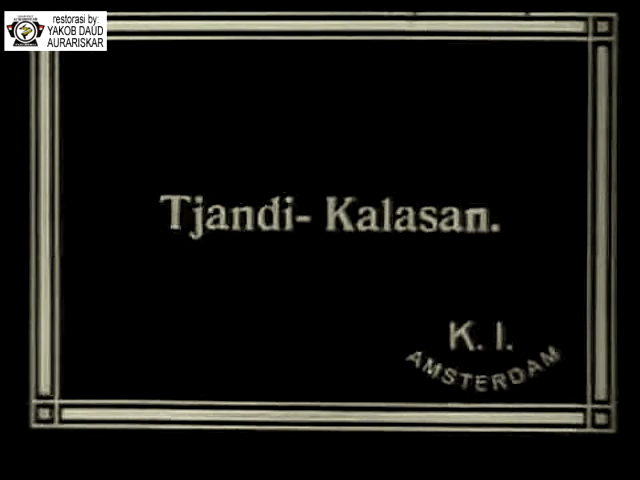 restorasi by:
YAKOB DAUD
AURARISKAR
Tjandi- Kalasan.
K. I.
AMSTERDAM